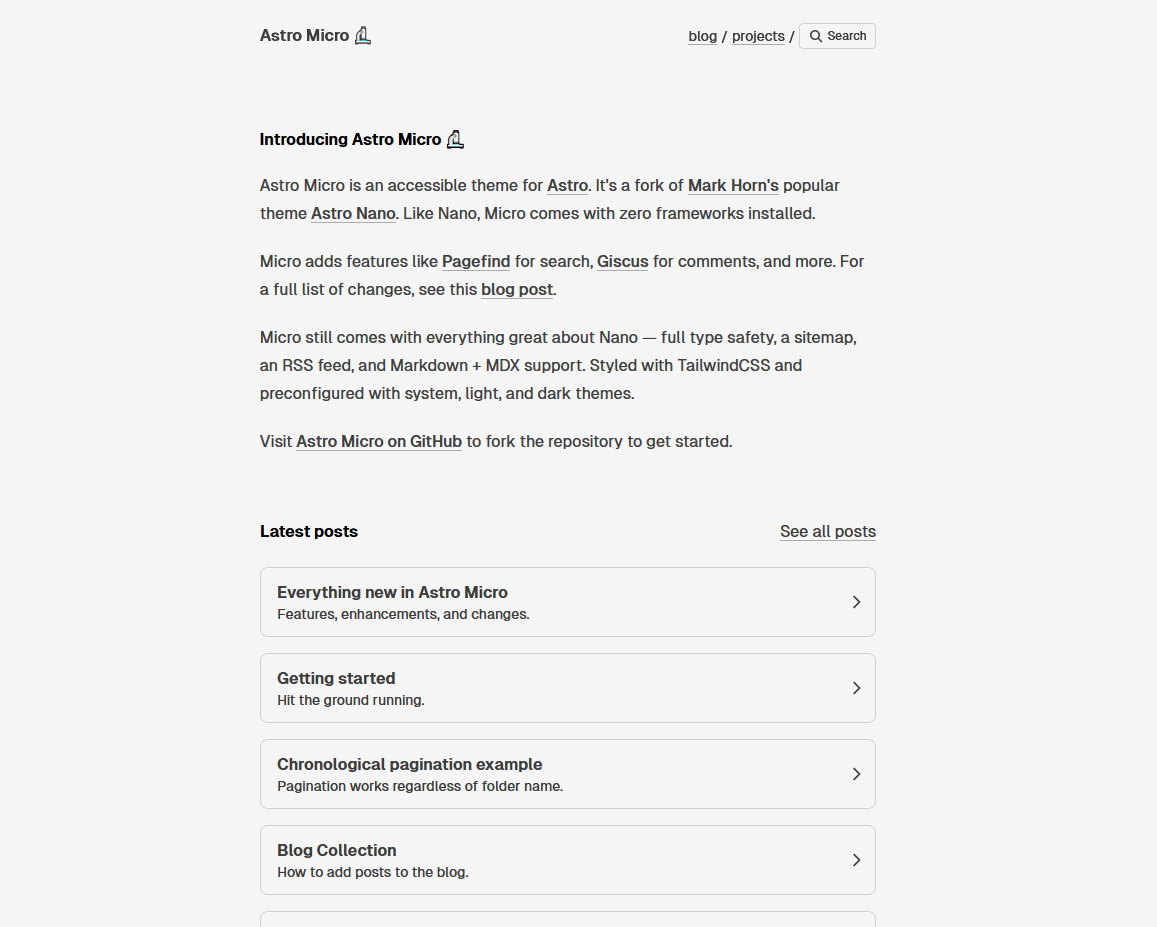 Astro Micro
blog / projects / Search
Introducing Astro Micro
Astro Micro is an accessible theme for Astro. It's a fork of Mark Horn's popular
theme Astro Nano. Like Nano, Micro comes with zero frameworks installed.
Micro adds features like Pagefind for search, Giscus for comments, and more. For
a full list of changes, see this blog post.
Micro still comes with everything great about Nano — full type safety, a sitemap,
an RSS feed, and Markdown + MDX support. Styled with TailwindCSS and
preconfigured with system, light, and dark themes.
Visit Astro Micro on GitHub to fork the repository to get started.
Latest posts
See all posts
Everything new in Astro Micro
Features, enhancements, and changes.
Getting started
Hit the ground running.
Chronological pagination example
Pagination works regardless of folder name.
Blog Collection
How to add posts to the blog.